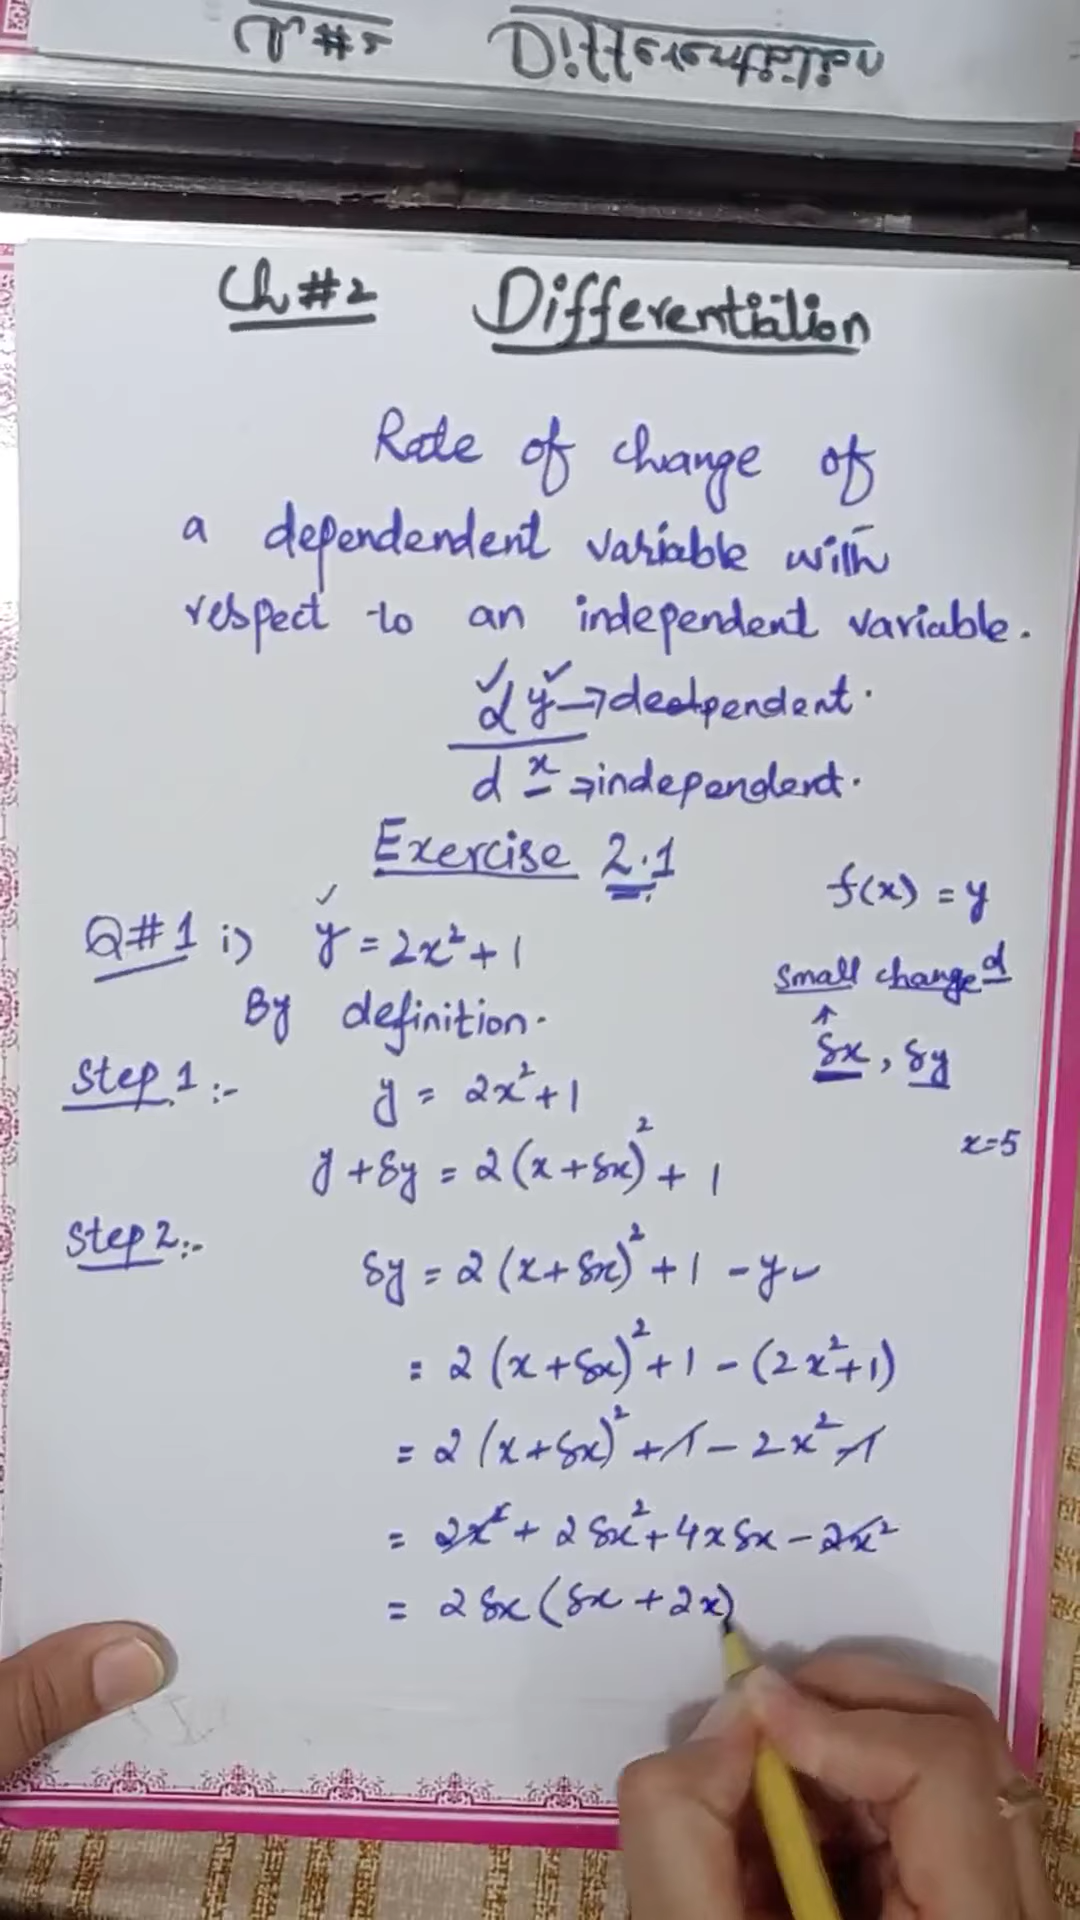 Ch #2 Differentiation
Rate of change of
a dependendent variable with
respect to an independent variable.
dy → dedpendent.
dx ⇒ independent.
Exercise 2.1
f(x) = y
Q#1 i) y = 2x² + 1
small change d
By definition.
δx, δy
Step 1:- y = 2x² + 1
x=5
y + δy = 2(x + δx)² + 1
Step 2:-
δy = 2(x + δx)² + 1 - y
= 2(x + δx)² + 1 - (2x² + 1)
= 2(x + δx)² + 1 - 2x² - 1
= 2x² + 2δx² + 4xδx - 2x²
= 2δx(δx + 2x)